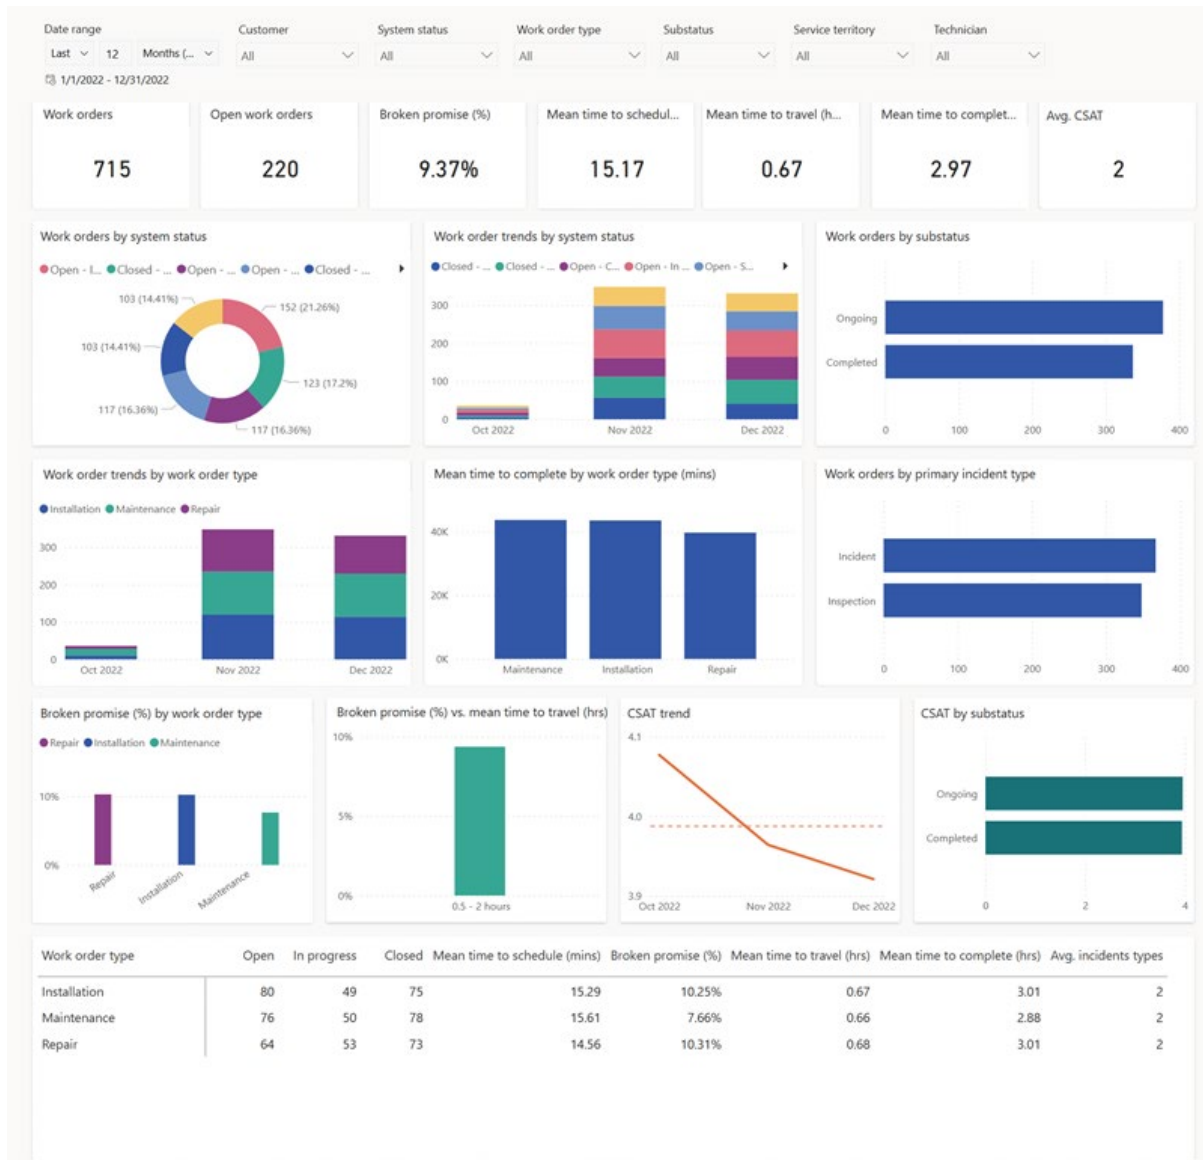 Date range Customer System status Work order type Substatus Service territory Technician
Last 12 Months (... All All All All All All
1/1/2022 - 12/31/2022
Work orders Open work orders Broken promise (%) Mean time to schedul... Mean time to travel (h... Mean time to complet... Avg. CSAT
715 220 9.37% 15.17 0.67 2.97 2
Work orders by system status
Open - I... Closed - ... Open - ... Open - ... Closed - ...
103 (14.41%)
152 (21.26%)
103 (14.41%)
123 (17.2%)
117 (16.36%)
117 (16.36%)
Work order trends by system status
Closed - ... Closed - ... Open - C... Open - In ... Open - S...
300
200
100
0
Oct 2022 Nov 2022 Dec 2022
Work orders by substatus
Ongoing
Completed
0 100 200 300 400
Work order trends by work order type
Installation Maintenance Repair
300
200
100
0
Oct 2022 Nov 2022 Dec 2022
Mean time to complete by work order type (mins)
40K
20K
0K
Maintenance Installation Repair
Work orders by primary incident type
Incident
Inspection
0 100 200 300 400
Broken promise (%) by work order type
Repair Installation Maintenance
10%
0%
Repair Installation Maintenance
Broken promise (%) vs. mean time to travel (hrs)
10%
5%
0%
0.5 - 2 hours
CSAT trend
4.1
4.0
3.9
Oct 2022 Nov 2022 Dec 2022
CSAT by substatus
Ongoing
Completed
0 2 4
Work order type Open In progress Closed Mean time to schedule (mins) Broken promise (%) Mean time to travel (hrs) Mean time to complete (hrs) Avg. incidents types
Installation 80 49 75 15.29 10.25% 0.67 3.01 2
Maintenance 76 50 78 15.61 7.66% 0.66 2.88 2
Repair 64 53 73 14.56 10.31% 0.68 3.01 2